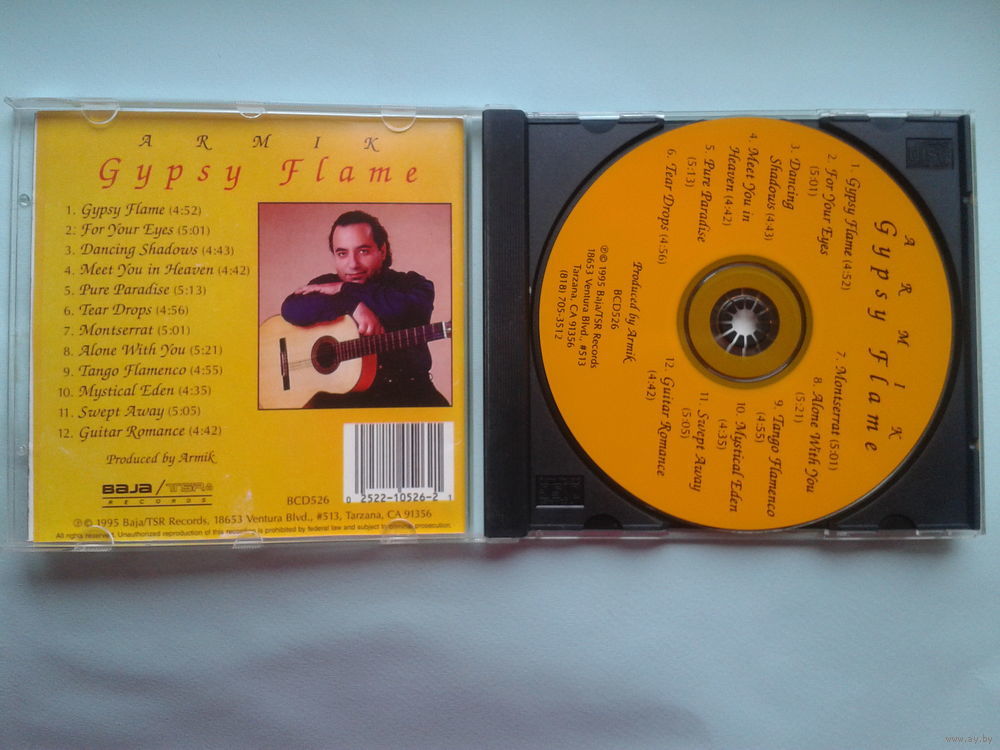 A R M I K
Gypsy Flame
1. Gypsy Flame (4:52)
2: For Your Eyes (5:01)
3. Dancing Shadows (4:43)
4. Meet You in Heaven (4:42)
5. Pure Paradise (5:13)
6. Tear Drops (4:56)
7. Montserrat (5:01)
8. Alone With You (5:21)
9. Tango Flamenco (4:55)
10. Mystical Eden (4:35)
11. Swept Away (5:05)
12. Guitar Romance (4:42)
Produced by Armik
BAJA/TSR
RECORDS
BCD526
0 2522-10526-2 1
℗ © 1995 Baja/TSR Records, 18653 Ventura Blvd., #513, Tarzana, CA 91356
All rights reserved. Unauthorized reproduction of this recording is prohibited by federal law and subject to criminal prosecution.
A R M I K
Gypsy Flame
1. Gypsy Flame (4:52)
2. For Your Eyes
(5:01)
3. Dancing
Shadows (4:43)
4. Meet You in
Heaven (4:42)
5. Pure Paradise
(5:13)
6. Tear Drops (4:56)
7. Montserrat (5:01)
8. Alone With You
(5:21)
9. Tango Flamenco
(4:55)
10. Mystical Eden
(4:35)
11. Swept Away
(5:05)
12. Guitar Romance
(4:42)
Produced by Armik
BCD526
℗ © 1995 Baja/TSR Records
18653 Ventura Blvd., #513
Tarzana, CA 91356
(818) 705-3512
www.ay.by